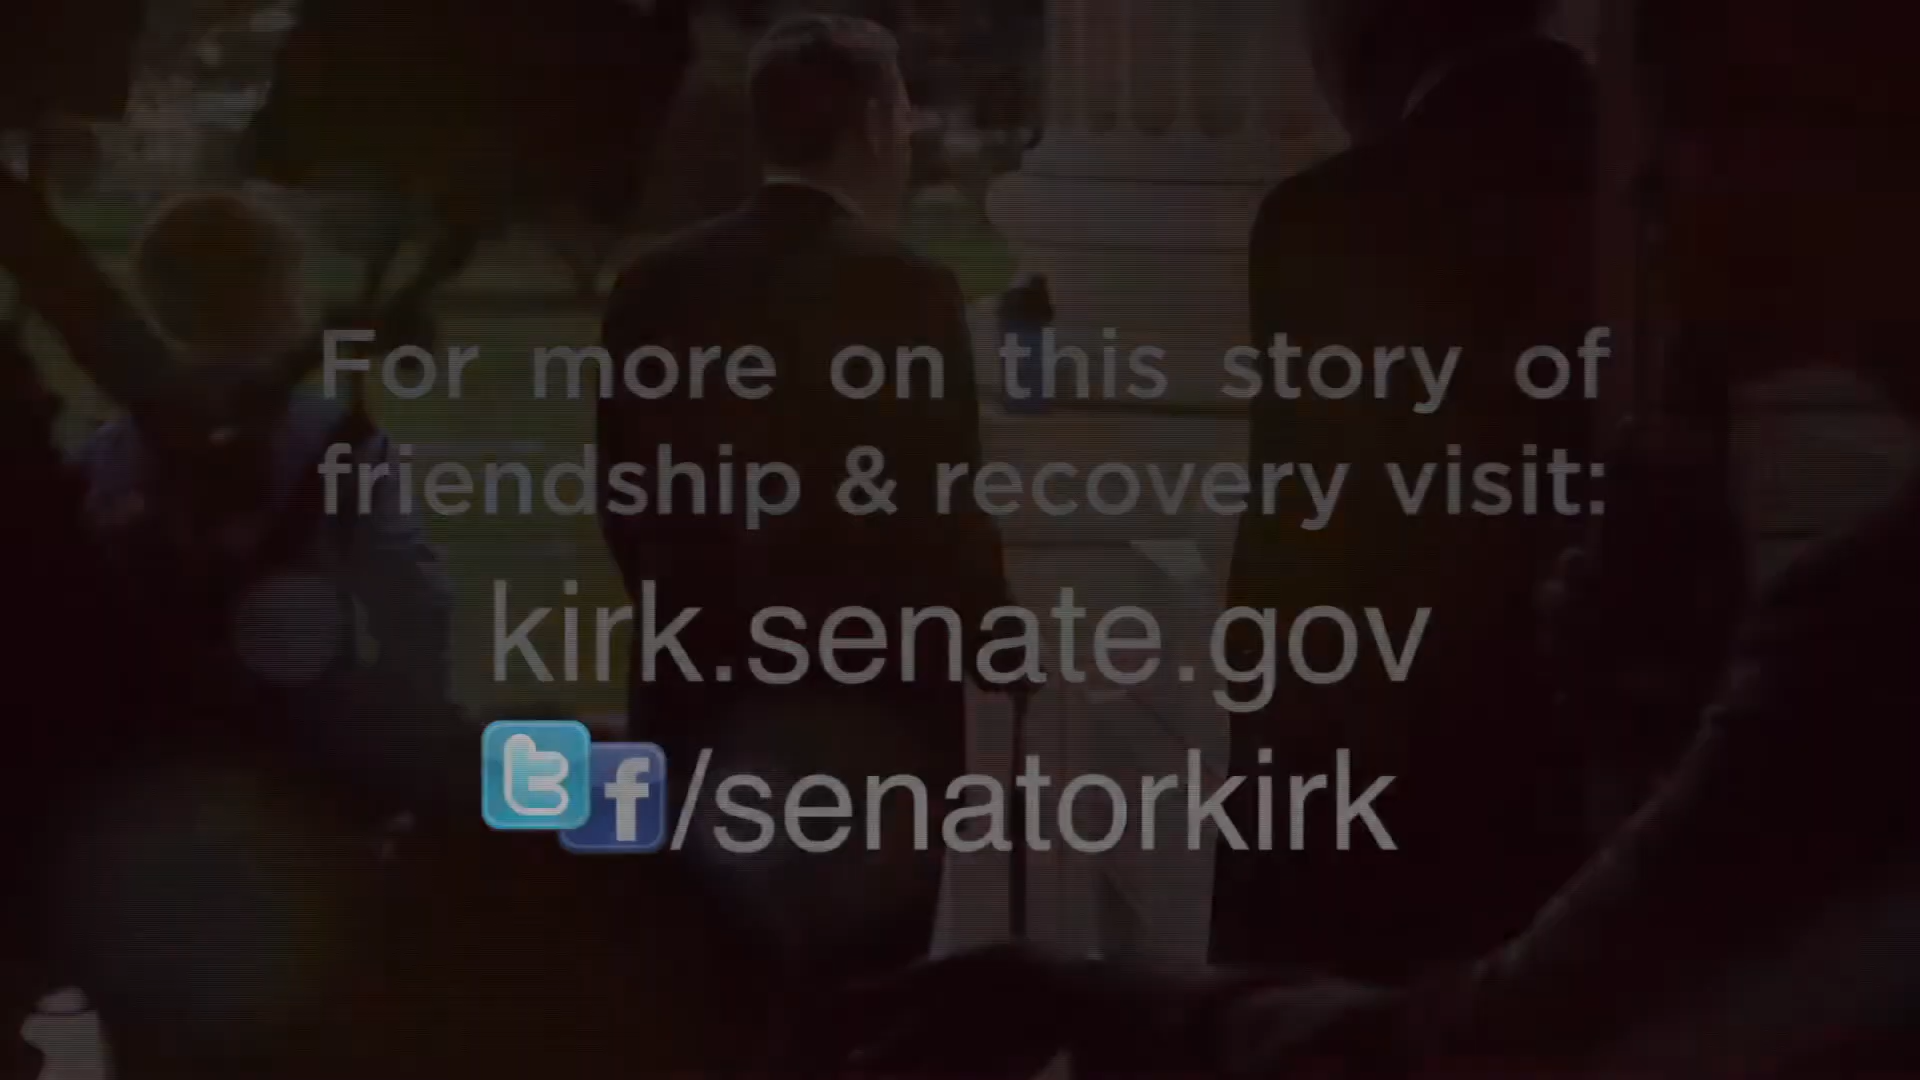 For more on this story of
friendship & recovery visit:
kirk.senate.gov
/senatorkirk